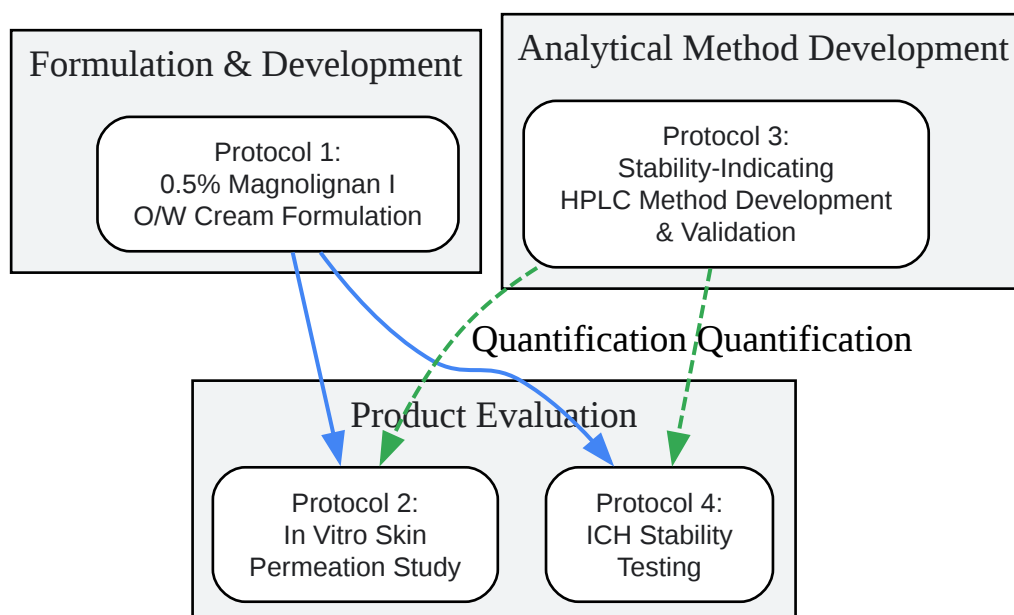 Formulation & Development
Protocol 1:
0.5% Magnolignan I
O/W Cream Formulation
Analytical Method Development
Protocol 3:
Stability-Indicating
HPLC Method Development
& Validation
Quantification
Quantification
Product Evaluation
Protocol 2:
In Vitro Skin
Permeation Study
Protocol 4:
ICH Stability
Testing